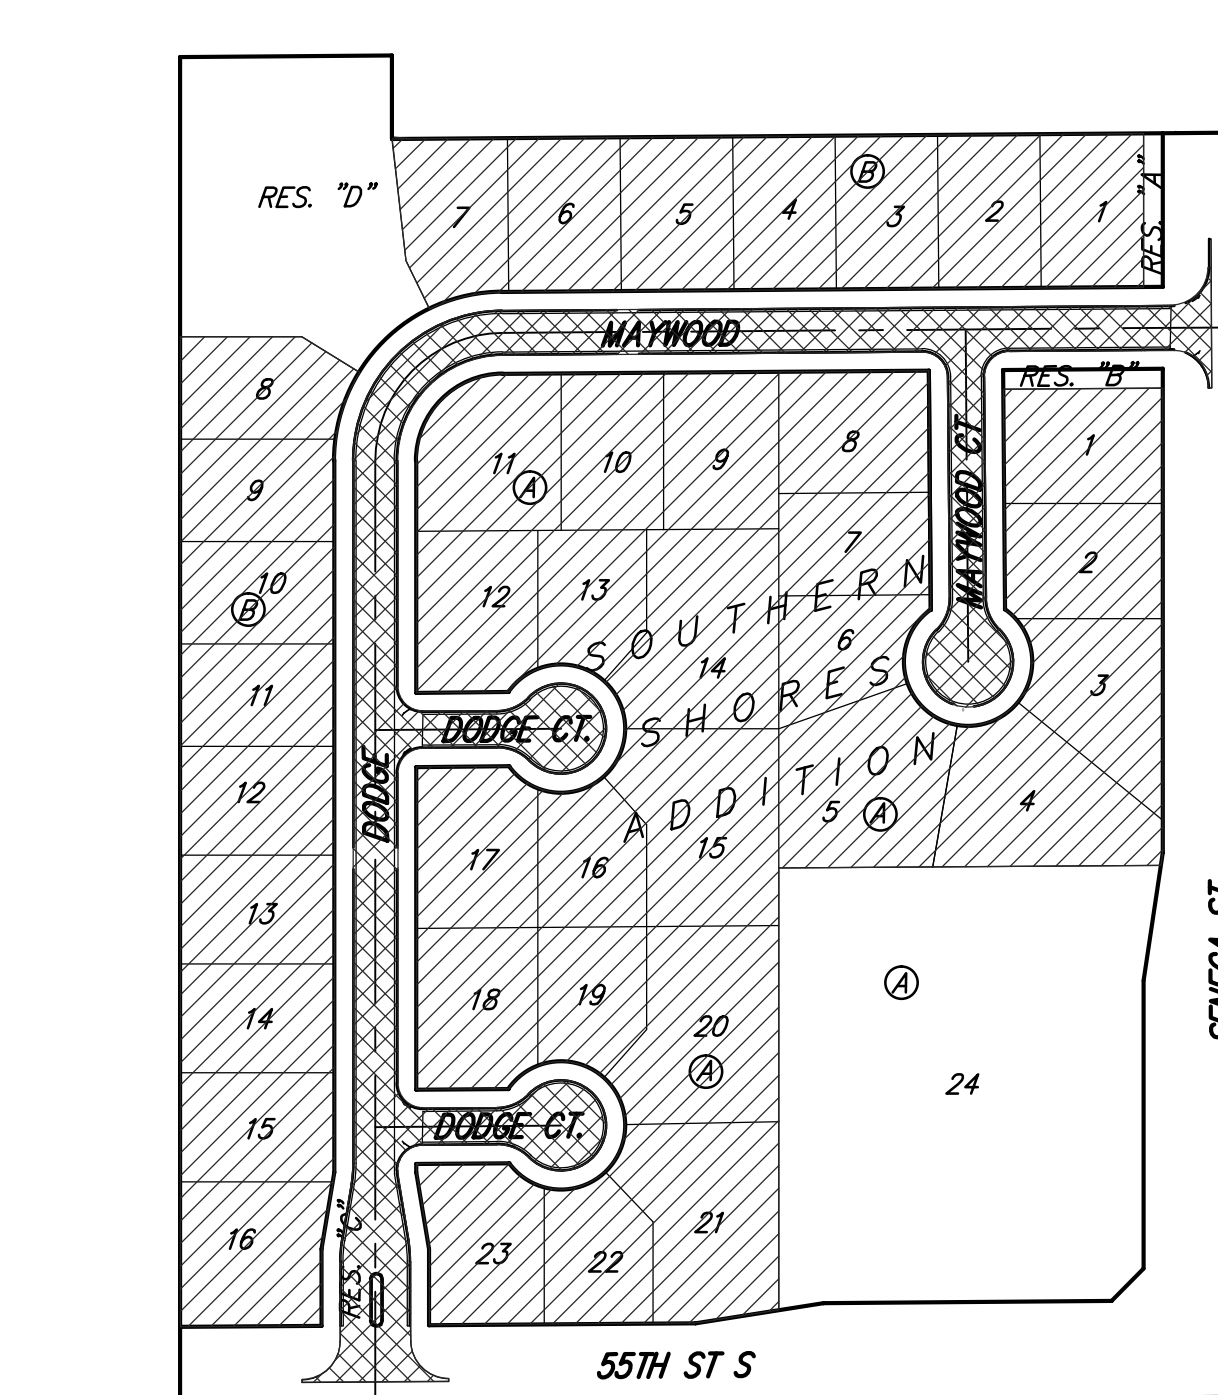 RES. "D"
7
6
5
4
B
3
2
1
RES. "A"
MAYWOOD
RES. "B"
8
11
A
10
9
8
MAYWOOD CT
1
9
7
2
10
B
12
13
SOUTHERN
14
6
3
11
SHORES
DODGE CT.
DODGE
12
ADDITION
17
16
15
5
A
4
13
SENECA ST
14
18
19
20
A
A
24
15
DODGE CT.
16
RES. "C"
23
22
21
55TH ST S